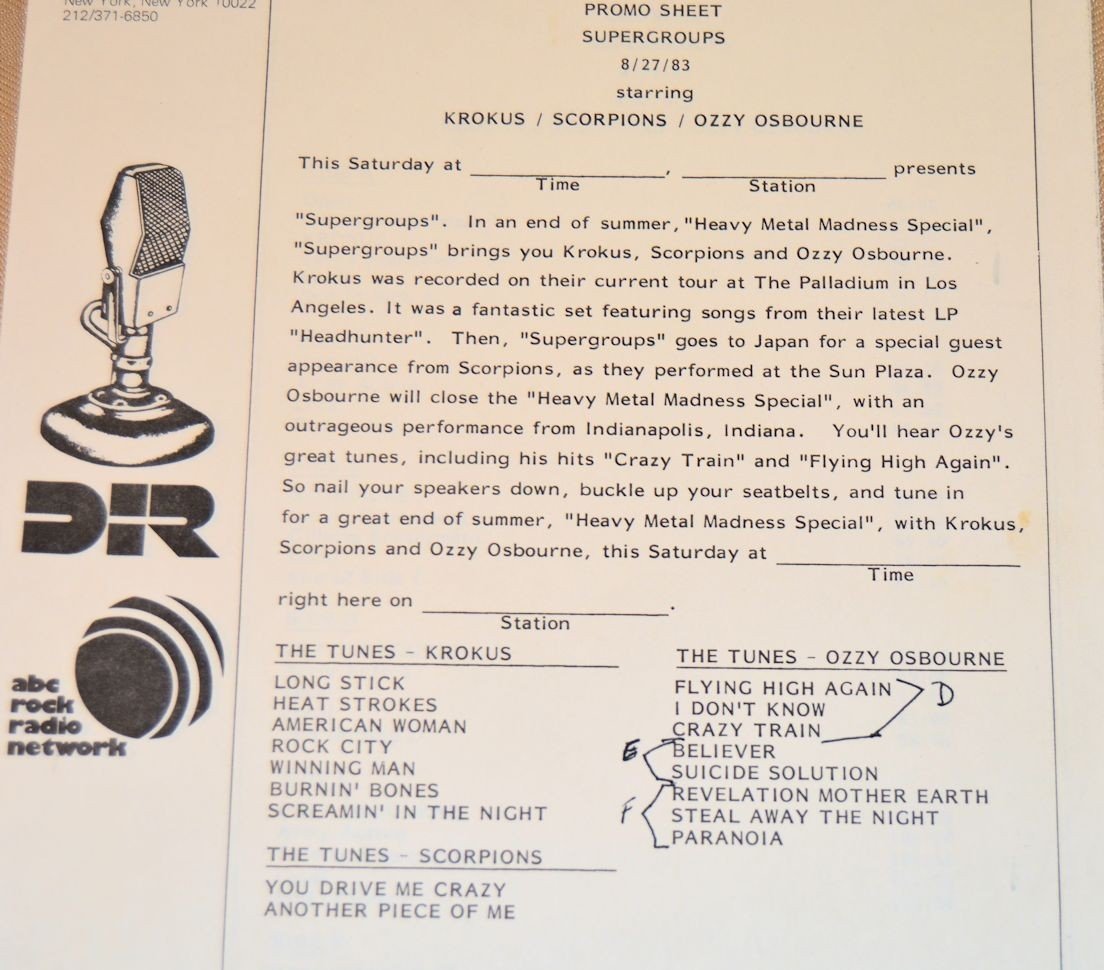 New York, New York 10022
212/371-6850
PROMO SHEET
SUPERGROUPS
8/27/83
starring
KROKUS / SCORPIONS / OZZY OSBOURNE
This Saturday at ____________, ____________ presents
Time Station
"Supergroups". In an end of summer,"Heavy Metal Madness Special",
"Supergroups" brings you Krokus, Scorpions and Ozzy Osbourne.
Krokus was recorded on their current tour at The Palladium in Los
Angeles. It was a fantastic set featuring songs from their latest LP
"Headhunter". Then, "Supergroups" goes to Japan for a special guest
appearance from Scorpions, as they performed at the Sun Plaza. Ozzy
Osbourne will close the "Heavy Metal Madness Special", with an
outrageous performance from Indianapolis, Indiana. You'll hear Ozzy's
great tunes, including his hits "Crazy Train" and "Flying High Again".
So nail your speakers down, buckle up your seatbelts, and tune in
for a great end of summer, "Heavy Metal Madness Special", with Krokus,
Scorpions and Ozzy Osbourne, this Saturday at ____________
Time
right here on ____________.
Station
DIR
abc
rock
radio
network
THE TUNES - KROKUS
LONG STICK
HEAT STROKES
AMERICAN WOMAN
ROCK CITY
WINNING MAN
BURNIN' BONES
SCREAMIN' IN THE NIGHT
THE TUNES - SCORPIONS
YOU DRIVE ME CRAZY
ANOTHER PIECE OF ME
THE TUNES - OZZY OSBOURNE
FLYING HIGH AGAIN
I DON'T KNOW
CRAZY TRAIN
D
BELIEVER
SUICIDE SOLUTION
E
REVELATION MOTHER EARTH
STEAL AWAY THE NIGHT
PARANOIA
F